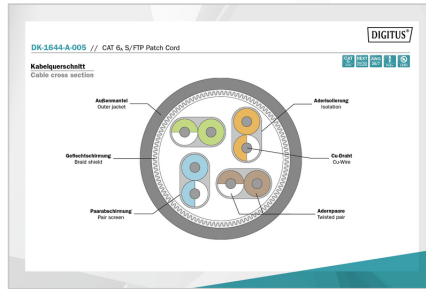 DIGITUS®
DK-1644-A-005 // CAT 6A S/FTP Patch Cord
Kabelquerschnitt
Cable cross section
Außenmantel
Outer jacket
Aderisolierung
Isolation
Geflechtschirmung
Braid shield
Cu-Draht
Cu-Wire
Paarabschirmung
Pair screen
Adernpaare
Twisted pair